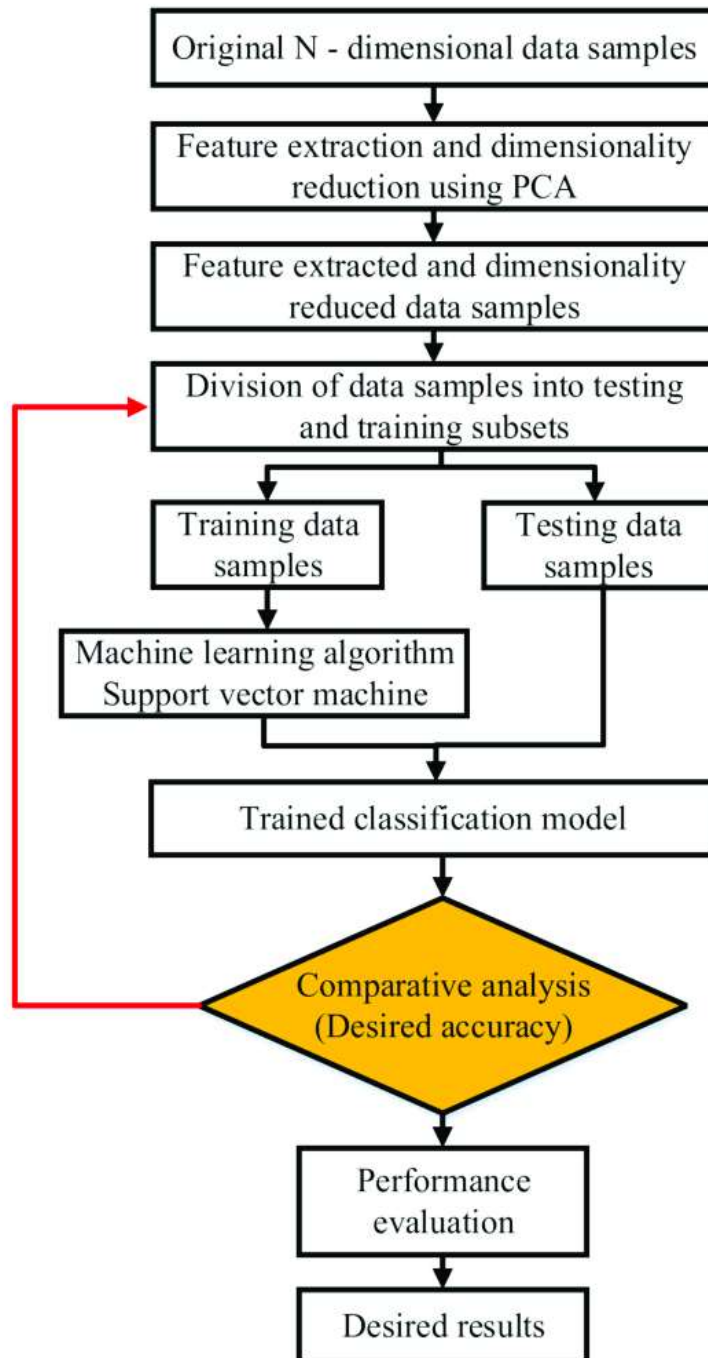 Original N - dimensional data samples
Feature extraction and dimensionality
reduction using PCA
Feature extracted and dimensionality
reduced data samples
Division of data samples into testing
and training subsets
Training data
samples
Testing data
samples
Machine learning algorithm
Support vector machine
Trained classification model
Comparative analysis
(Desired accuracy)
Performance
evaluation
Desired results